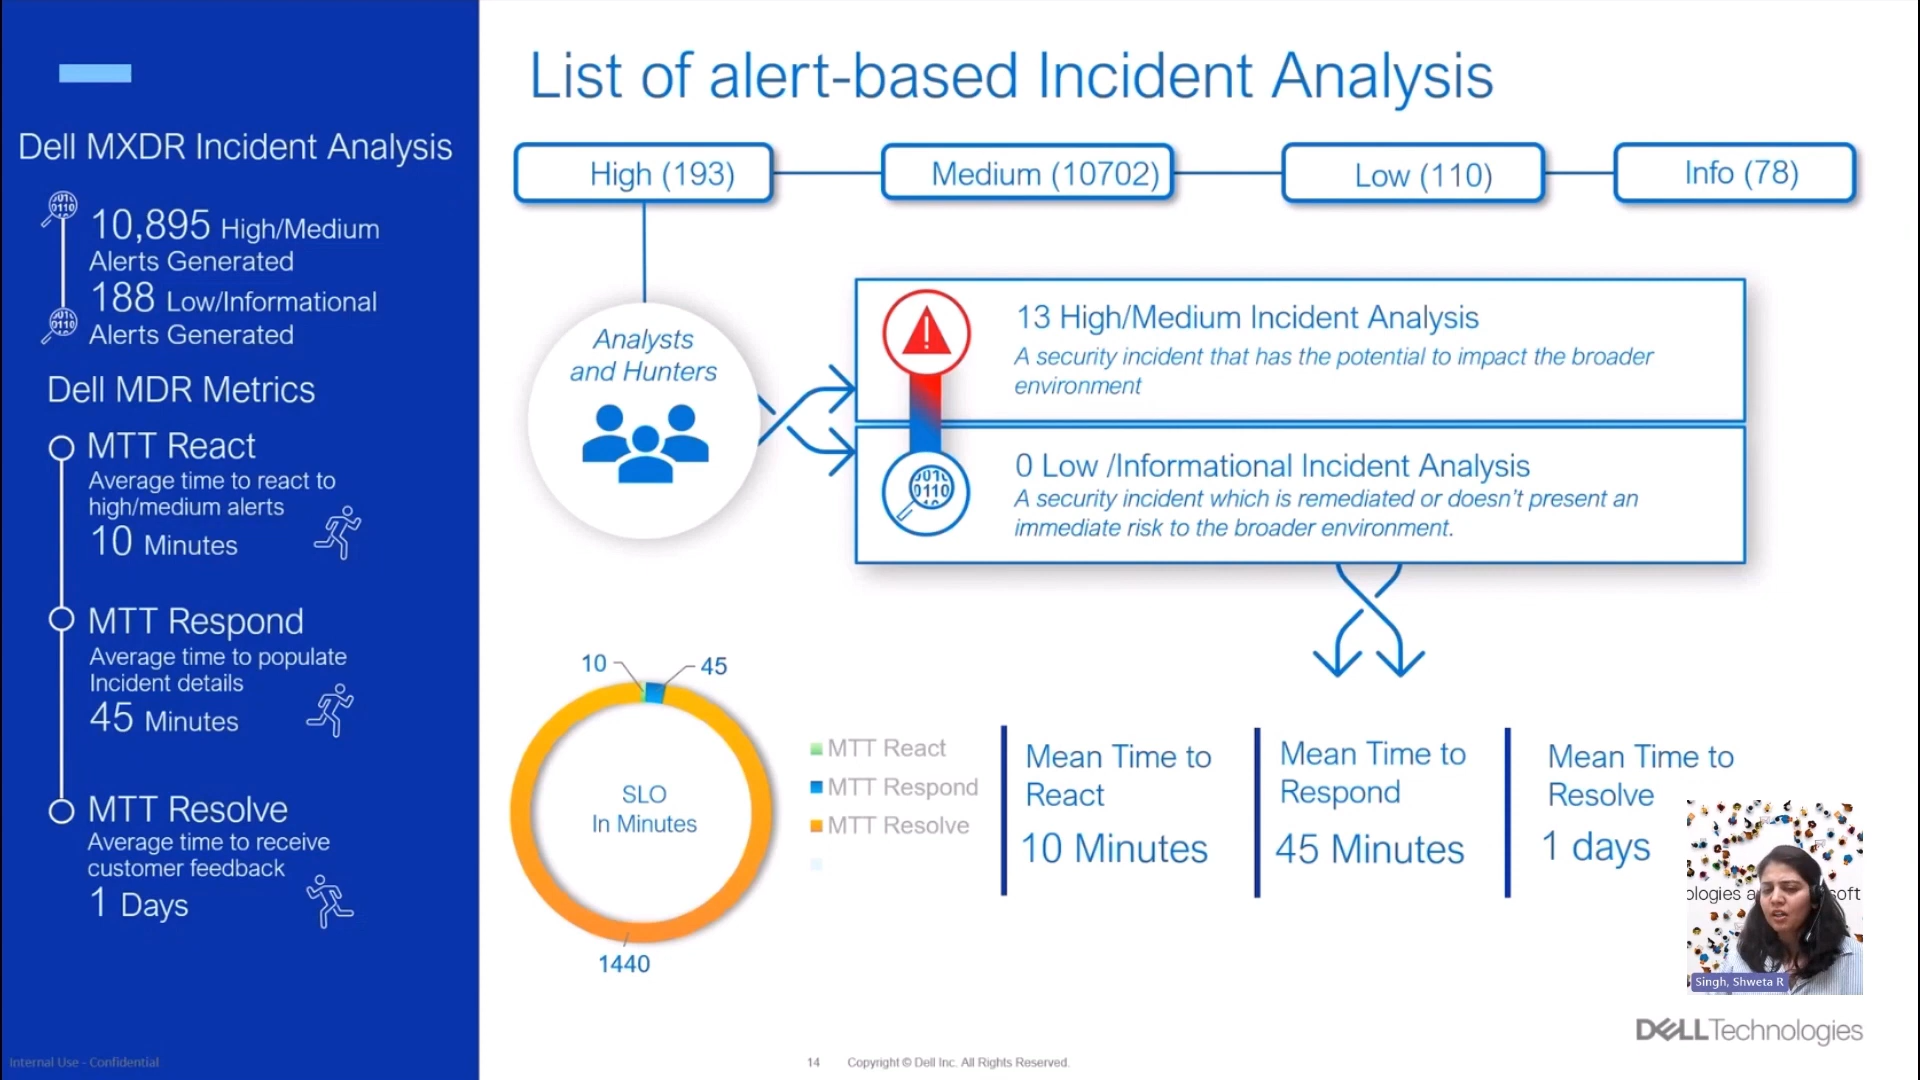 Dell MXDR Incident Analysis
10,895 High/Medium
Alerts Generated
188 Low/Informational
Alerts Generated
Dell MDR Metrics
MTT React
Average time to react to
high/medium alerts
10 Minutes
MTT Respond
Average time to populate
Incident details
45 Minutes
MTT Resolve
Average time to receive
customer feedback
1 Days
Internal Use - Confidential
List of alert-based Incident Analysis
High (193)
Medium (10702)
Low (110)
Info (78)
Analysts
and Hunters
13 High/Medium Incident Analysis
A security incident that has the potential to impact the broader
environment
0 Low /Informational Incident Analysis
A security incident which is remediated or doesn't present an
immediate risk to the broader environment.
10
45
SLO
In Minutes
1440
MTT React
MTT Respond
MTT Resolve
Mean Time to
React
10 Minutes
Mean Time to
Respond
45 Minutes
Mean Time to
Resolve
1 days
Singh, Shweta R
DELLTechnologies
14
Copyright © Dell Inc. All Rights Reserved.